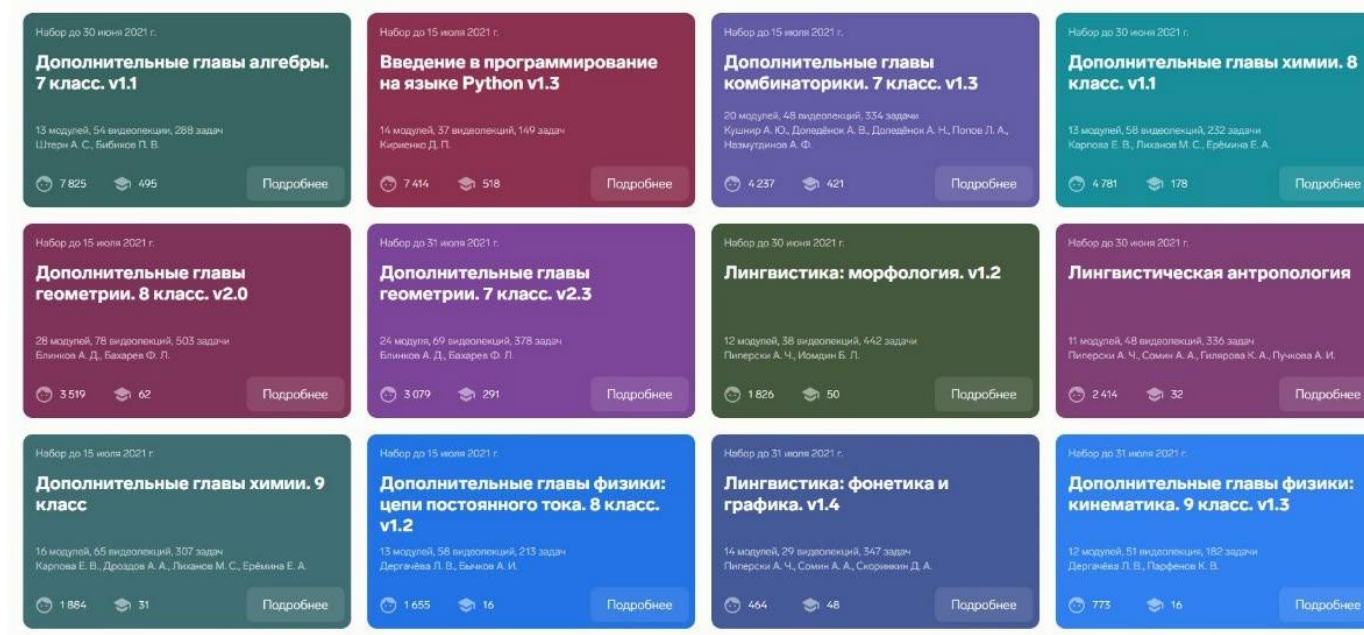 Набор до 30 июня 2021 г.
Дополнительные главы алгебры.
7 класс. v1.1
13 модулей, 54 видеолекции, 288 задач
Штерн А. С., Бибиков П. В.
7 825 495 Подробнее
Набор до 15 июля 2021 г.
Введение в программирование
на языке Python v1.3
14 модулей, 37 видеолекций, 149 задач
Кириенко Д. П.
7 414 518 Подробнее
Набор до 15 июля 2021 г.
Дополнительные главы
комбинаторики. 7 класс. v1.3
20 модулей, 48 видеолекций, 334 задачи
Кушнир А. Ю., Доледёнок А. В., Доледёнок А. Н., Попов Л. А.,
Назмутдинов А. Ф.
4 237 421 Подробнее
Набор до 30 июня 2021 г.
Дополнительные главы химии. 8
класс. v1.1
13 модулей, 58 видеолекций, 232 задачи
Карпова Е. В., Лиханов М. С., Ерёмина Е. А.
4 781 178 Подробнее
Набор до 15 июля 2021 г.
Дополнительные главы
геометрии. 8 класс. v2.0
28 модулей, 78 видеолекций, 503 задачи
Блинков А. Д., Бахарев Ф. Л.
3 519 62 Подробнее
Набор до 31 июля 2021 г.
Дополнительные главы
геометрии. 7 класс. v2.3
24 модуля, 69 видеолекций, 378 задач
Блинков А. Д., Бахарев Ф. Л.
3 079 291 Подробнее
Набор до 30 июня 2021 г.
Лингвистика: морфология. v1.2
12 модулей, 38 видеолекций, 442 задачи
Пиперски А. Ч., Иомдин Б. Л.
1 826 50 Подробнее
Набор до 30 июня 2021 г.
Лингвистическая антропология
11 модулей, 48 видеолекций, 336 задач
Пиперски А. Ч., Сомин А. А., Гилярова К. А., Пучкова А. И.
2 414 32 Подробнее
Набор до 15 июля 2021 г.
Дополнительные главы химии. 9
класс
16 модулей, 65 видеолекций, 307 задач
Карпова Е. В., Дроздов А. А., Лиханов М. С., Ерёмина Е. А.
1 884 31 Подробнее
Набор до 15 июля 2021 г.
Дополнительные главы физики:
цепи постоянного тока. 8 класс.
v1.2
13 модулей, 58 видеолекций, 213 задач
Дергачёва Л. В., Бычков А. И.
1 655 16 Подробнее
Набор до 31 июля 2021 г.
Лингвистика: фонетика и
графика. v1.4
14 модулей, 29 видеолекций, 347 задач
Пиперски А. Ч., Сомин А. А., Скоринкин Д. А.
464 48 Подробнее
Набор до 31 июля 2021 г.
Дополнительные главы физики:
кинематика. 9 класс. v1.3
12 модулей, 51 видеолекция, 182 задачи
Дергачёва Л. В., Парфенов К. В.
773 16 Подробнее